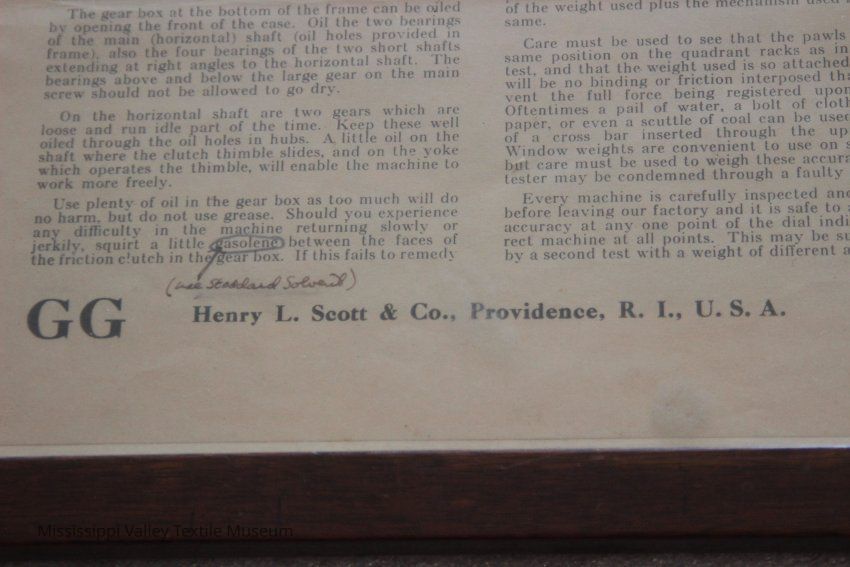 The gear box at the bottom of the frame can be oiled
by opening the front of the case. Oil the two bearings
of the main (horizontal) shaft (oil holes provided in
frame), also the four bearings of the two short shafts
extending at right angles to the horizontal shaft. The
bearings above and below the large gear on the main
screw should not be allowed to go dry.
On the horizontal shaft are two gears which are
loose and run idle part of the time. Keep these well
oiled through the oil holes in hubs. A little oil on the
shaft where the clutch thimble slides, and on the yoke
which operates the thimble, will enable the machine to
work more freely.
Use plenty of oil in the gear box as too much will do
no harm, but do not use grease. Should you experience
any difficulty in the machine returning slowly or
jerkily, squirt a little gasolene between the faces of
the friction clutch in the gear box. If this fails to remedy
(use Stoddard Solvent)
of the weight used plus the mechanism used
same.
Care must be used to see that the pawls
same position on the quadrant racks as in
test, and that the weight used is so attached
will be no binding or friction interposed tha
vent the full force being registered upon
Oftentimes a pail of water, a bolt of cloth
paper, or even a scuttle of coal can be used
of a cross bar inserted through the up
Window weights are convenient to use on s
but care must be used to weigh these accura
tester may be condemned through a faulty
Every machine is carefully inspected and
before leaving our factory and it is safe to
accuracy at any one point of the dial indi
rect machine at all points. This may be su
by a second test with a weight of different a
GG Henry L. Scott & Co., Providence, R. I., U. S. A.
Mississippi Valley Textile Museum